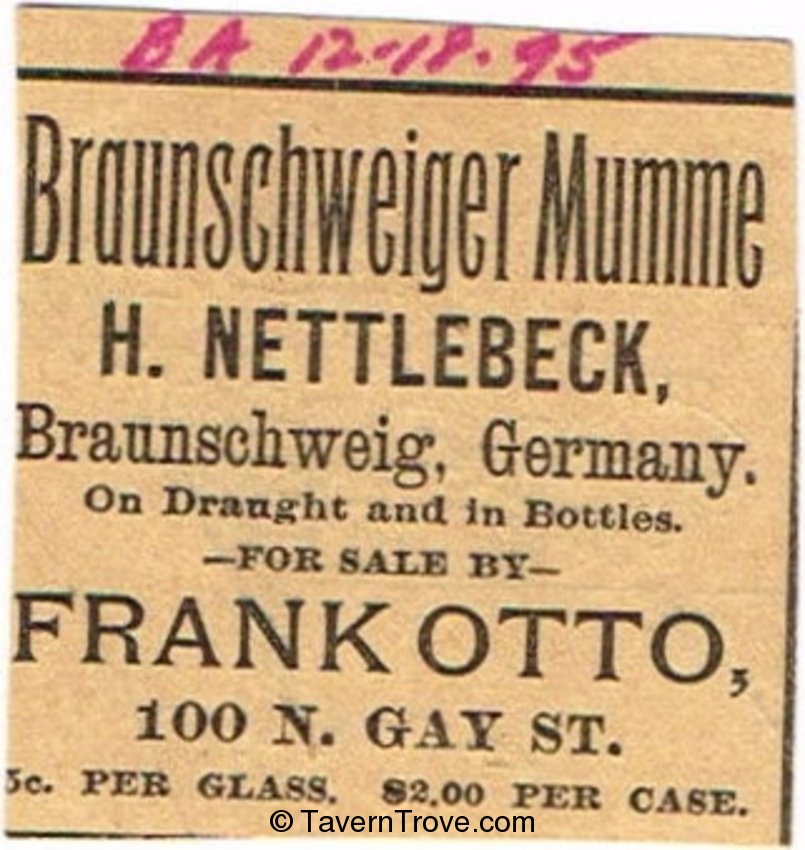 BA 12-18-95
Braunschweiger Mumme
H. NETTLEBECK,
Braunschweig, Germany.
On Draught and in Bottles.
—FOR SALE BY—
FRANK OTTO,
100 N. GAY ST.
5c. PER GLASS. $2.00 PER CASE.
© TavernTrove.com